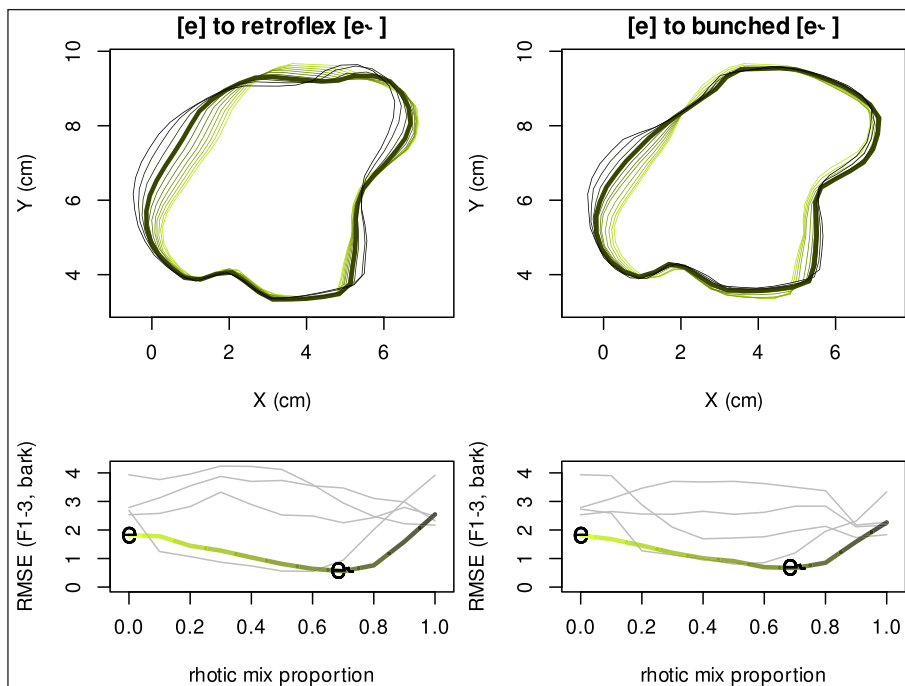 [e] to retroflex [e˞ ]
[e] to bunched [e˞ ]
Y (cm)
4 6 8 10
0 2 4 6
X (cm)
Y (cm)
4 6 8 10
0 2 4 6
X (cm)
RMSE (F1-3, bark)
0 1 2 3 4
e
e˞
0.0 0.2 0.4 0.6 0.8 1.0
rhotic mix proportion
RMSE (F1-3, bark)
0 1 2 3 4
e
e˞
0.0 0.2 0.4 0.6 0.8 1.0
rhotic mix proportion